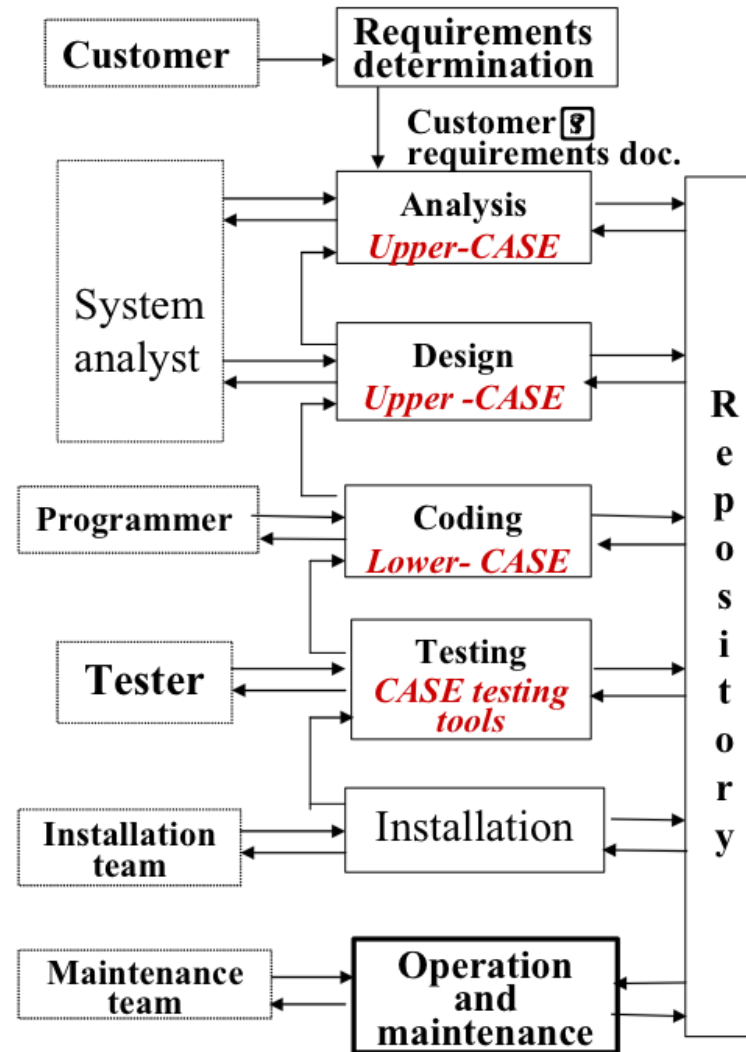 Customer
Requirements
determination
Customer
requirements doc.
System
analyst
Analysis
Upper-CASE
Design
Upper -CASE
Programmer
Coding
Lower- CASE
Tester
Testing
CASE testing
tools
Installation
team
Installation
Maintenance
team
Operation
and
maintenance
R
e
p
o
s
i
t
o
r
y